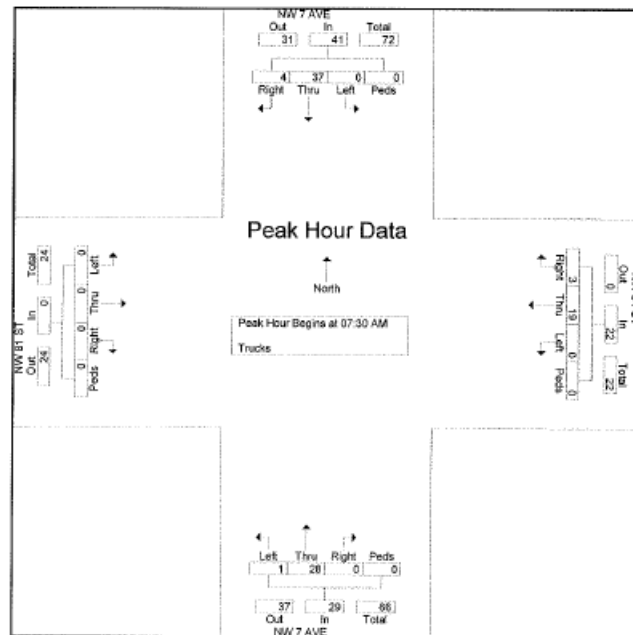 NW 7 AVE
Out In Total
31 41 72
4 37 0 0
Right Thru Left Peds
Peak Hour Data
North
Peak Hour Begins at 07:30 AM
Trucks
NW 81 ST
Out In Total
26 0 24
0 0 0 0
Peds Right Thru Left
Out In Total
0 22 22
3 19 0 0
Right Thru Left Peds
Left Thru Right Peds
1 28 0 0
37 29 66
Out In Total
NW 7 AVE